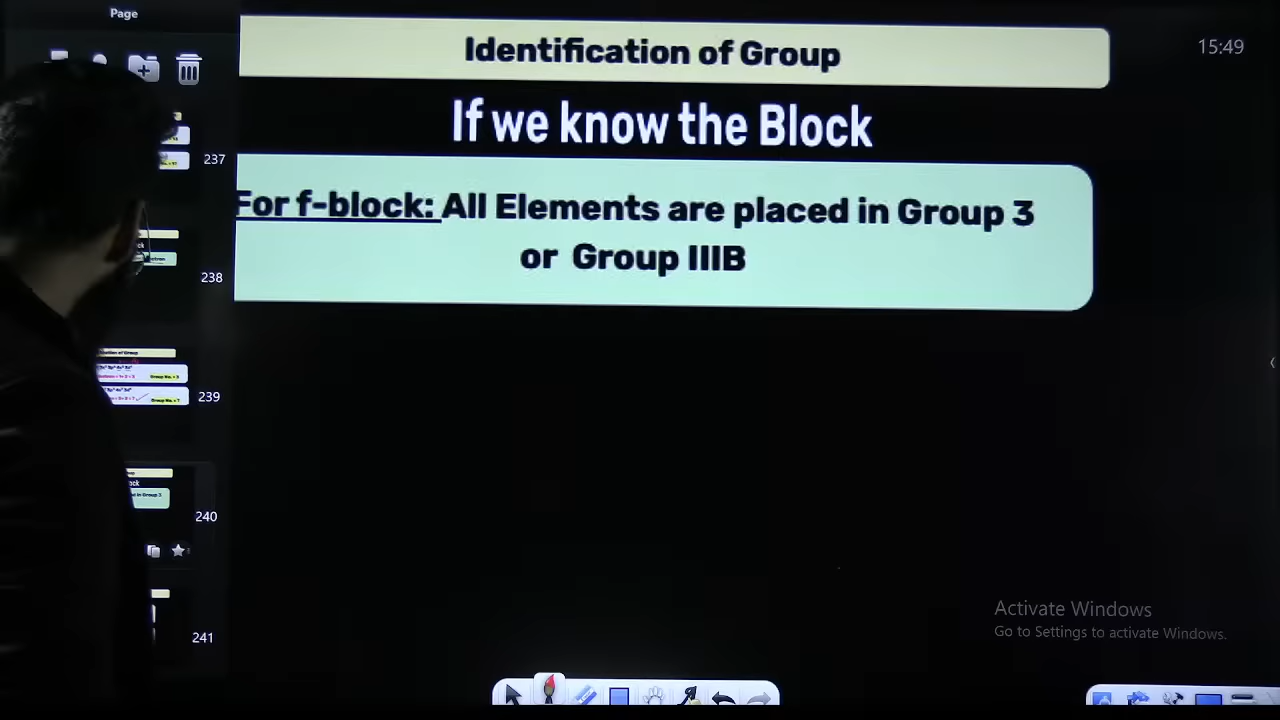 Page
15:49
Identification of Group
If we know the Block
For f-block: All Elements are placed in Group 3
or Group IIIB
237
238
239
240
241
Activate Windows
Go to Settings to activate Windows.